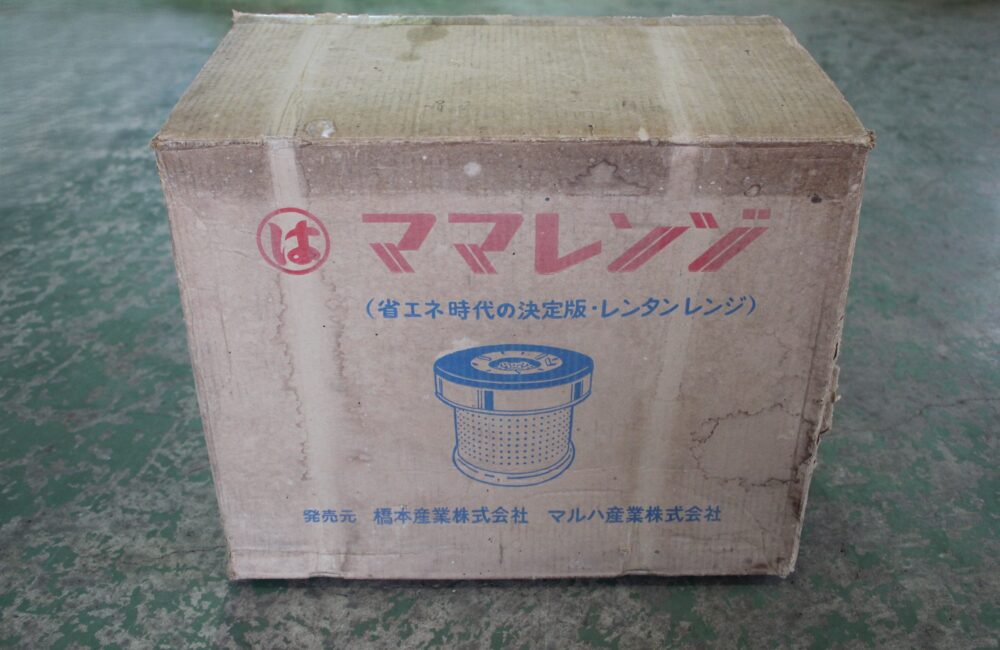 は ママレンジ
(省エネ時代の決定版・レンタンレンジ)
発売元 橋本産業株式会社 マルハ産業株式会社